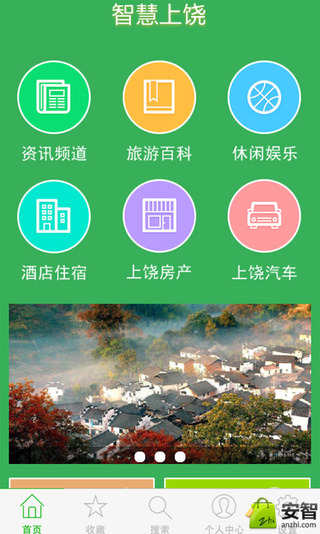 智慧上饶
资讯频道 旅游百科 休闲娱乐
酒店住宿 上饶房产 上饶汽车
首页 收藏 搜索 个人中心
安智
anzhi.com